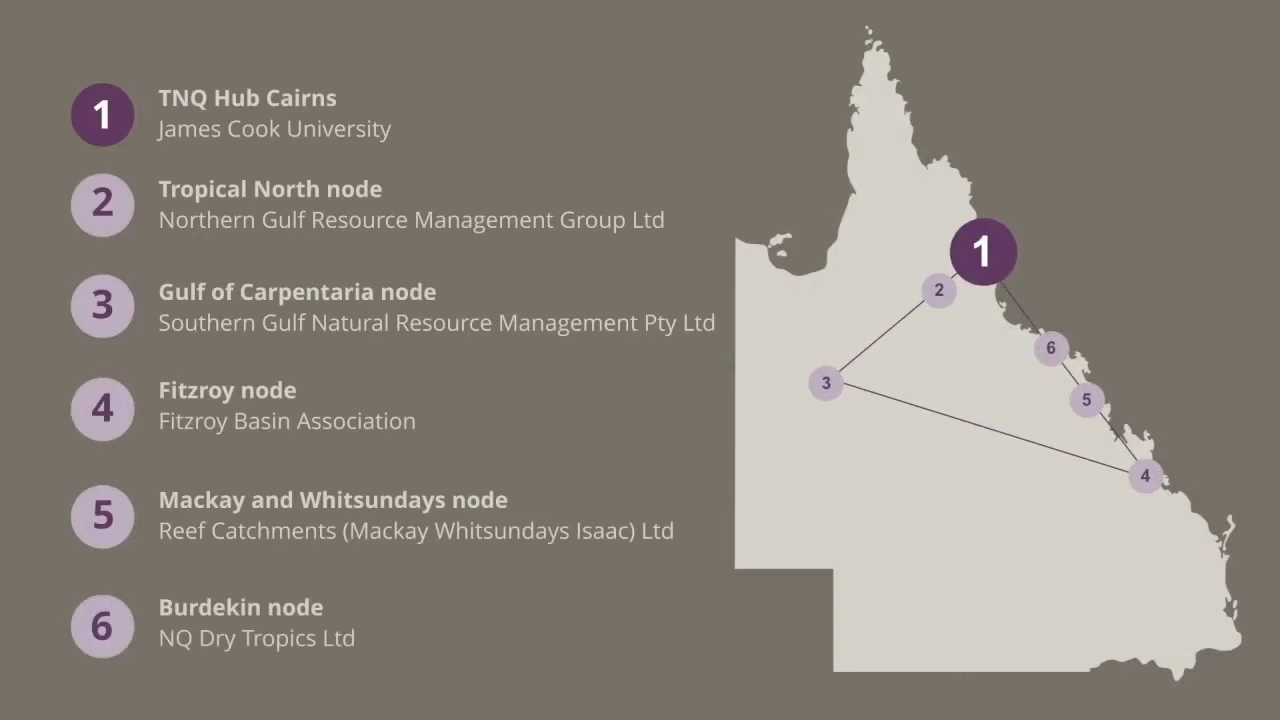 1
TNQ Hub Cairns
James Cook University
2
Tropical North node
Northern Gulf Resource Management Group Ltd
3
Gulf of Carpentaria node
Southern Gulf Natural Resource Management Pty Ltd
4
Fitzroy node
Fitzroy Basin Association
5
Mackay and Whitsundays node
Reef Catchments (Mackay Whitsundays Isaac) Ltd
6
Burdekin node
NQ Dry Tropics Ltd
1
2
6
3
5
4